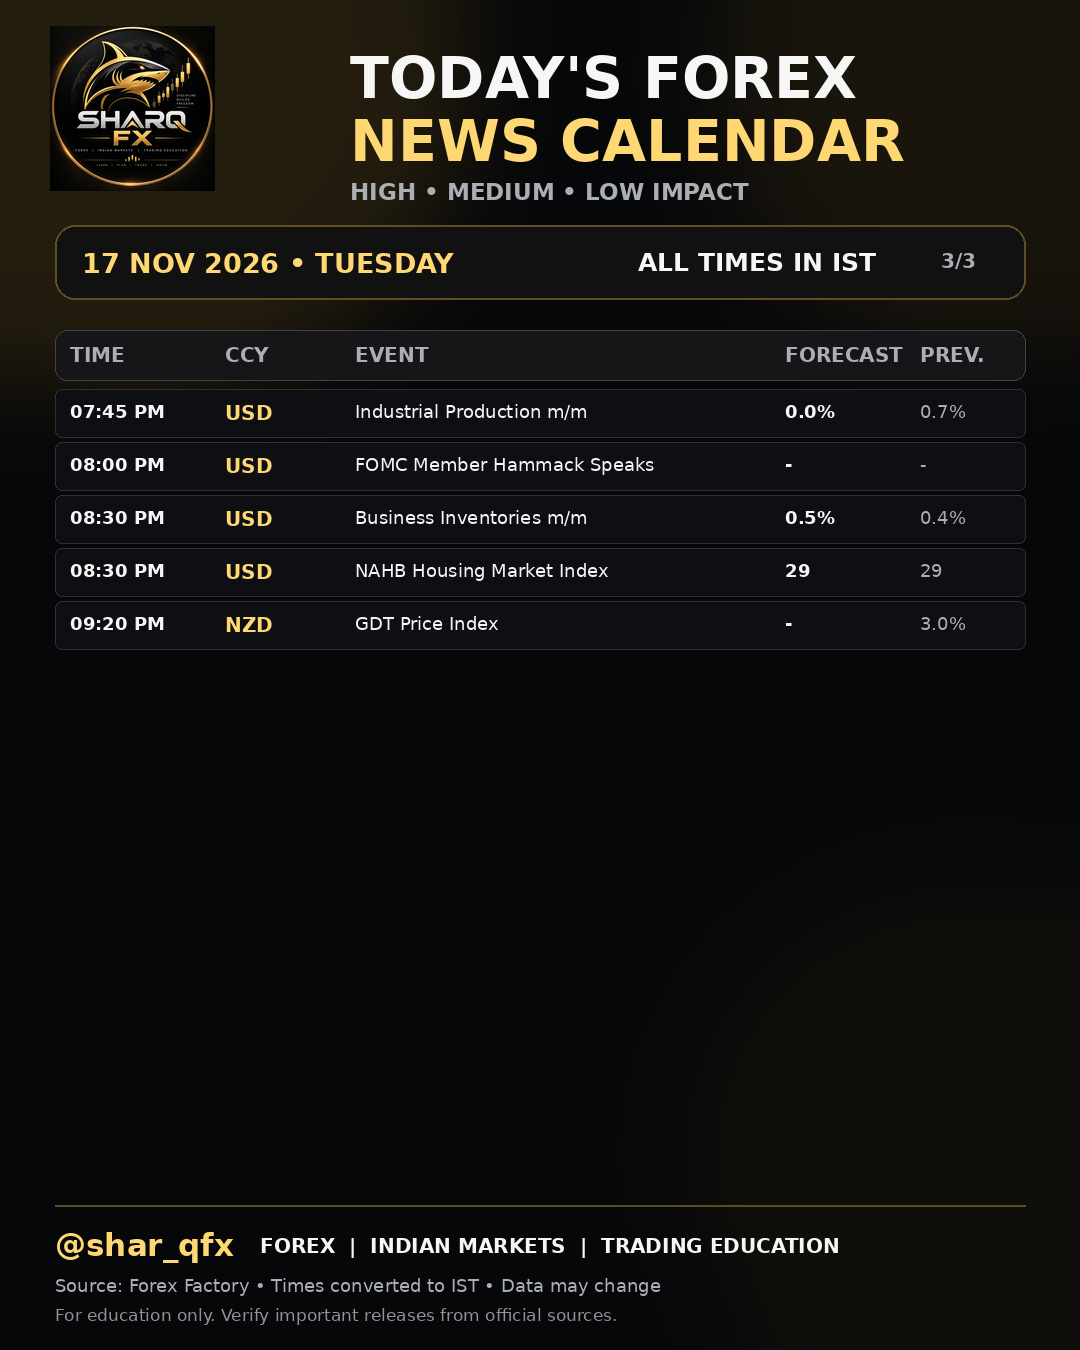 SHARQ
FX
FOREX | INDIAN MARKETS | TRADING EDUCATION
TODAY'S FOREX
NEWS CALENDAR
HIGH • MEDIUM • LOW IMPACT
17 NOV 2026 • TUESDAY ALL TIMES IN IST 3/3
TIME CCY EVENT FORECAST PREV.
07:45 PM USD Industrial Production m/m 0.0% 0.7%
08:00 PM USD FOMC Member Hammack Speaks - -
08:30 PM USD Business Inventories m/m 0.5% 0.4%
08:30 PM USD NAHB Housing Market Index 29 29
09:20 PM NZD GDT Price Index - 3.0%
@shar_qfx FOREX | INDIAN MARKETS | TRADING EDUCATION
Source: Forex Factory • Times converted to IST • Data may change
For education only. Verify important releases from official sources.